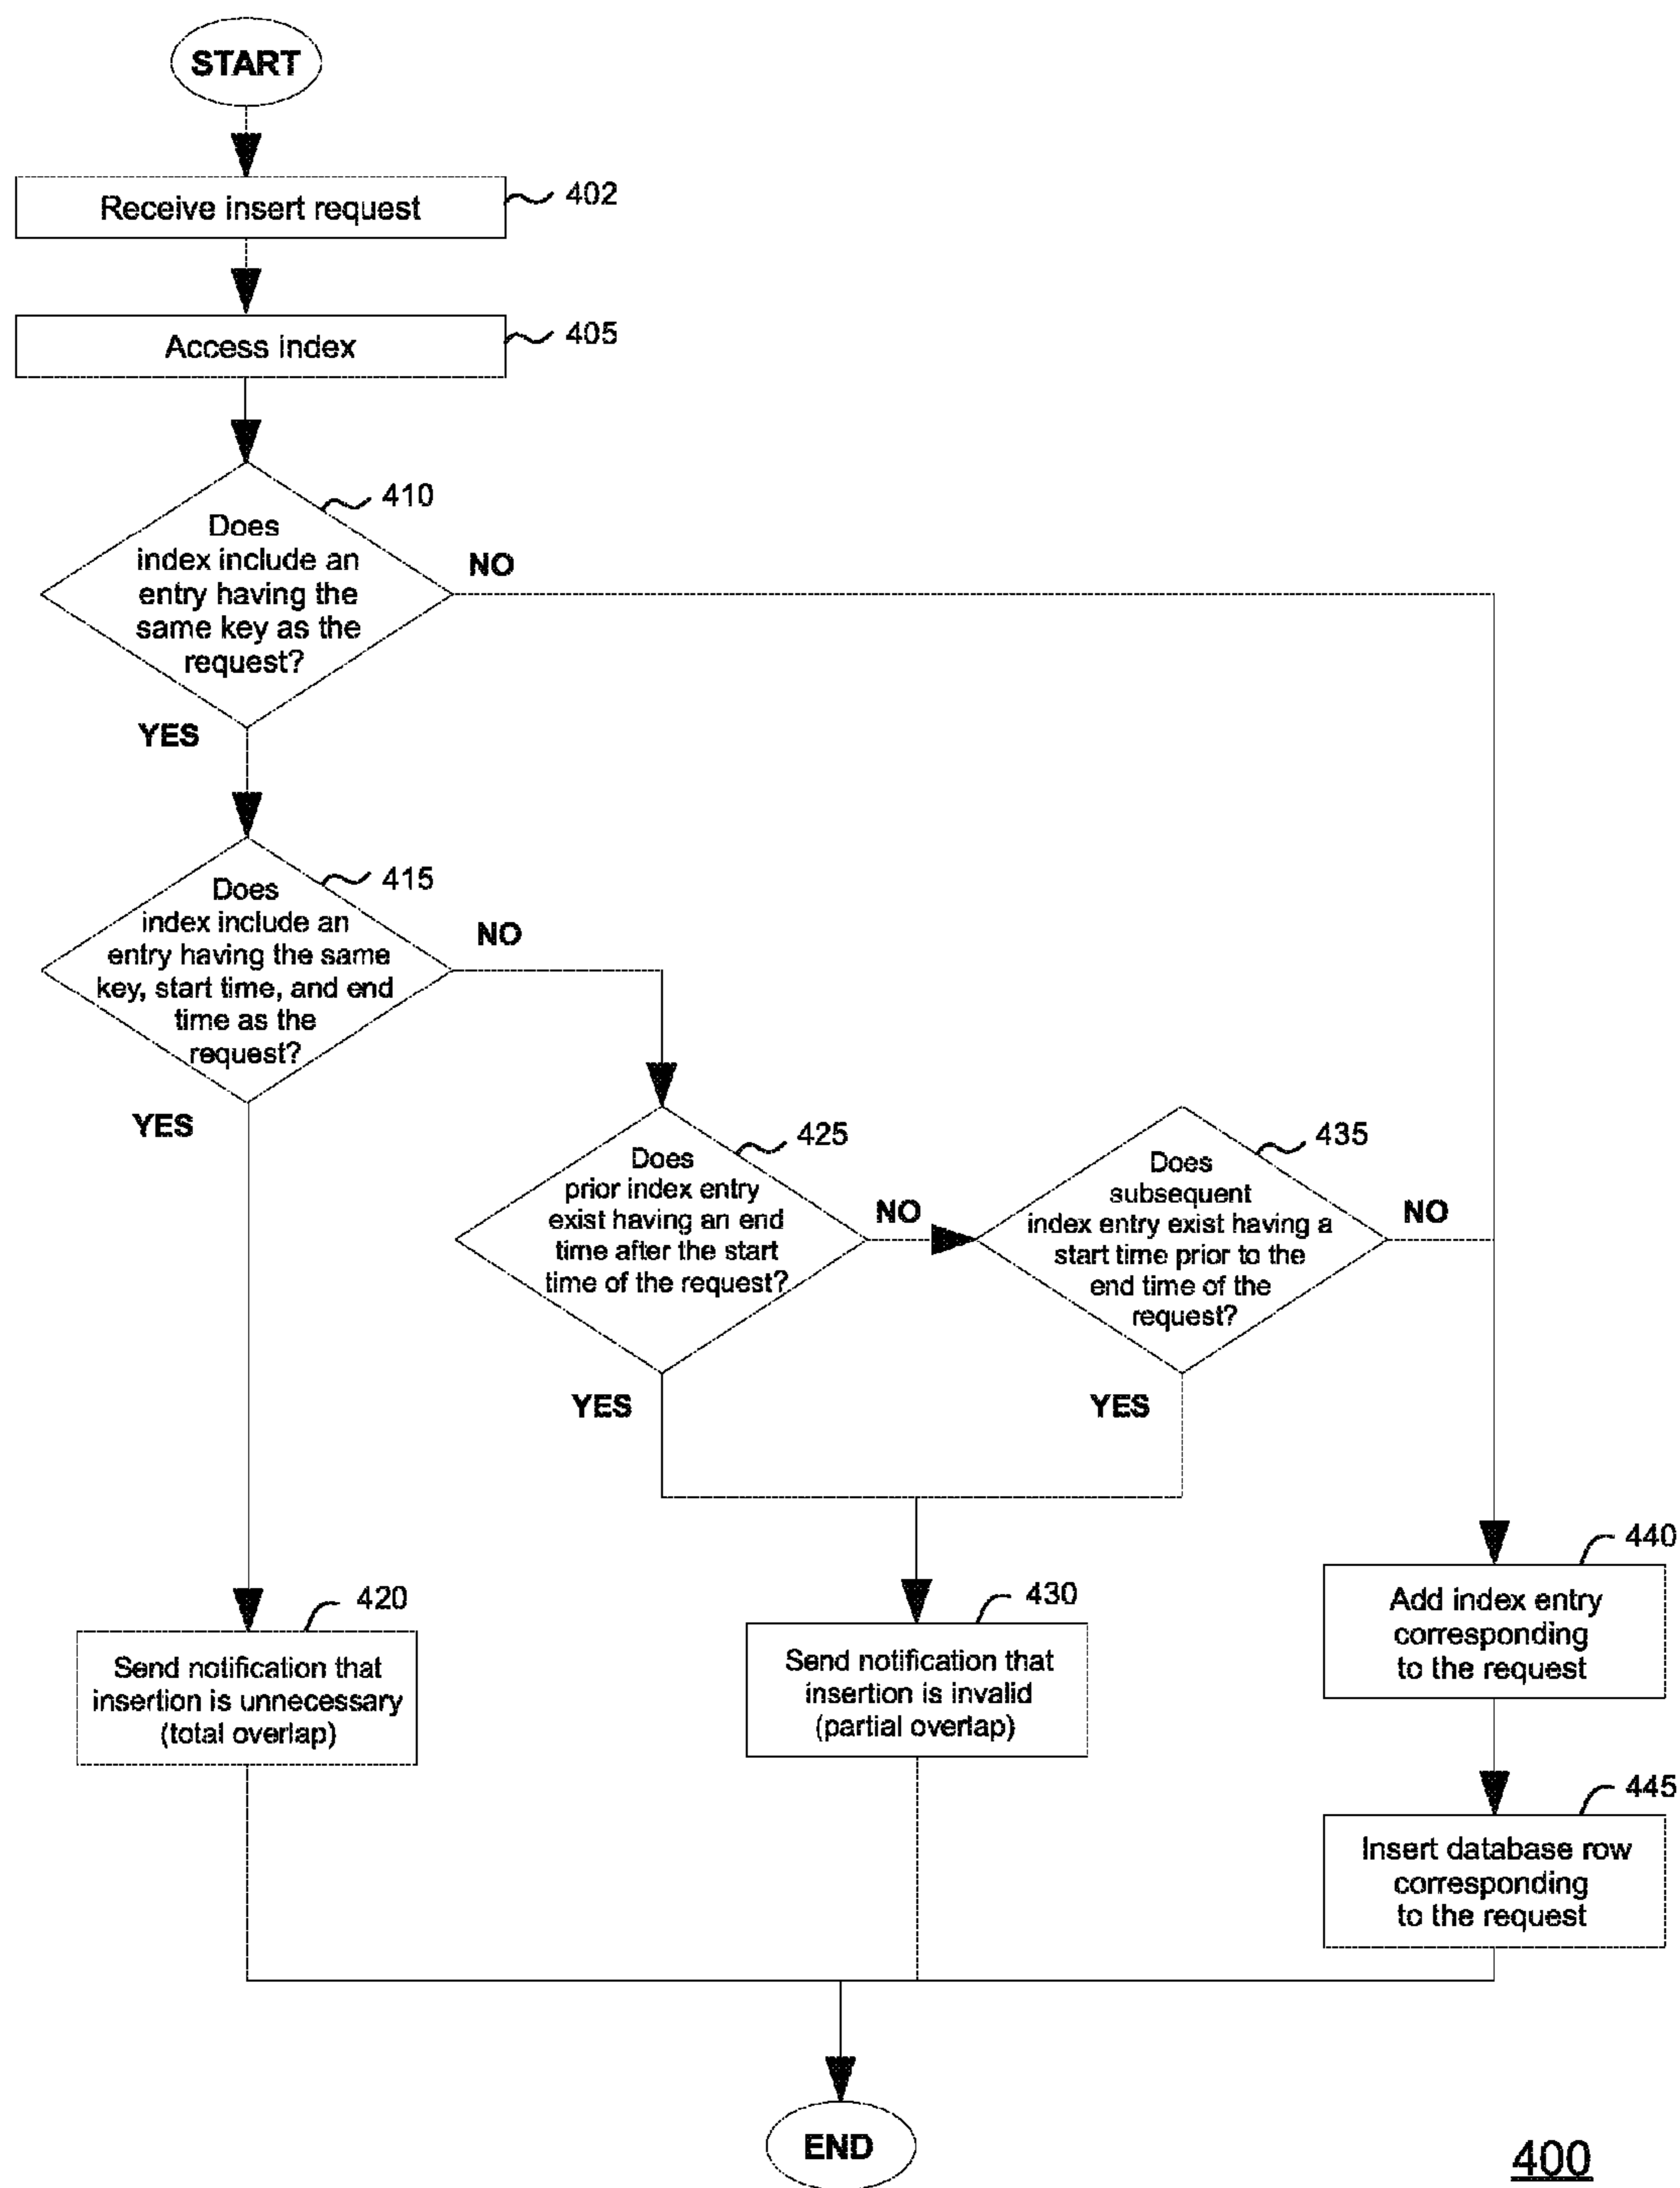 START
Receive insert request
402
Access index
405
410
Does
index include an
entry having the
same key as the
request?
NO
YES
415
Does
index include an
entry having the same
key, start time, and end
time as the
request?
NO
YES
425
Does
prior index entry
exist having an end
time after the start
time of the request?
NO
YES
435
Does
subsequent
index entry exist having a
start time prior to the
end time of the
request?
NO
YES
420
Send notification that
insertion is unnecessary
(total overlap)
430
Send notification that
insertion is invalid
(partial overlap)
440
Add index entry
corresponding
to the request
445
Insert database row
corresponding
to the request
END
400